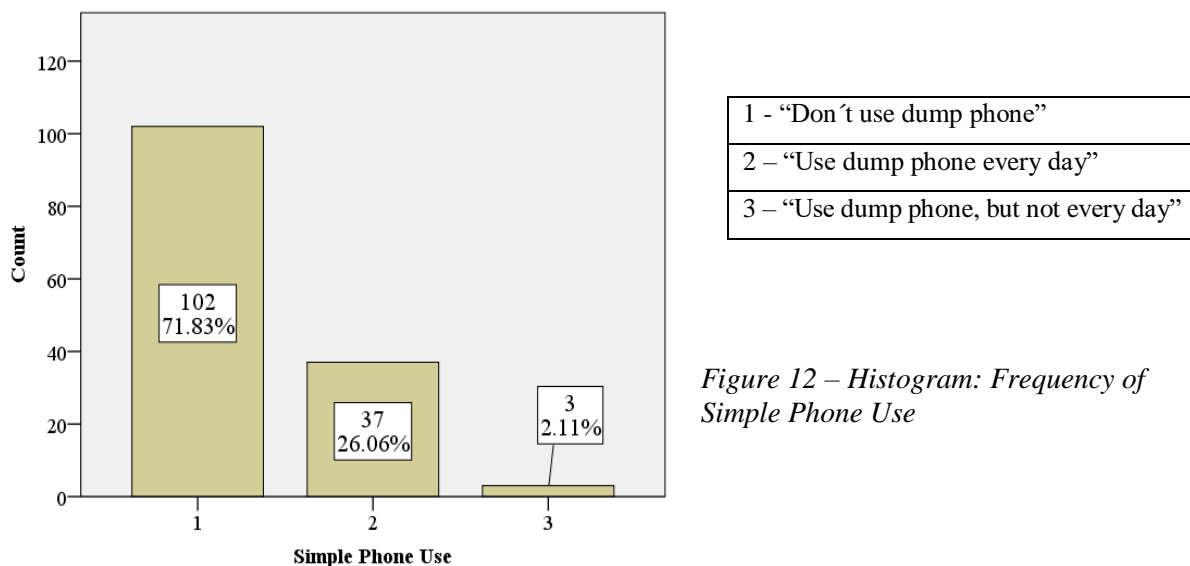 120
100
80
60
40
20
0
Count
102
71.83%
37
26.06%
3
2.11%
1
2
3
Simple Phone Use
1 - “Don´t use dump phone”
2 – “Use dump phone every day”
3 – “Use dump phone, but not every day”
Figure 12 – Histogram: Frequency of
Simple Phone Use